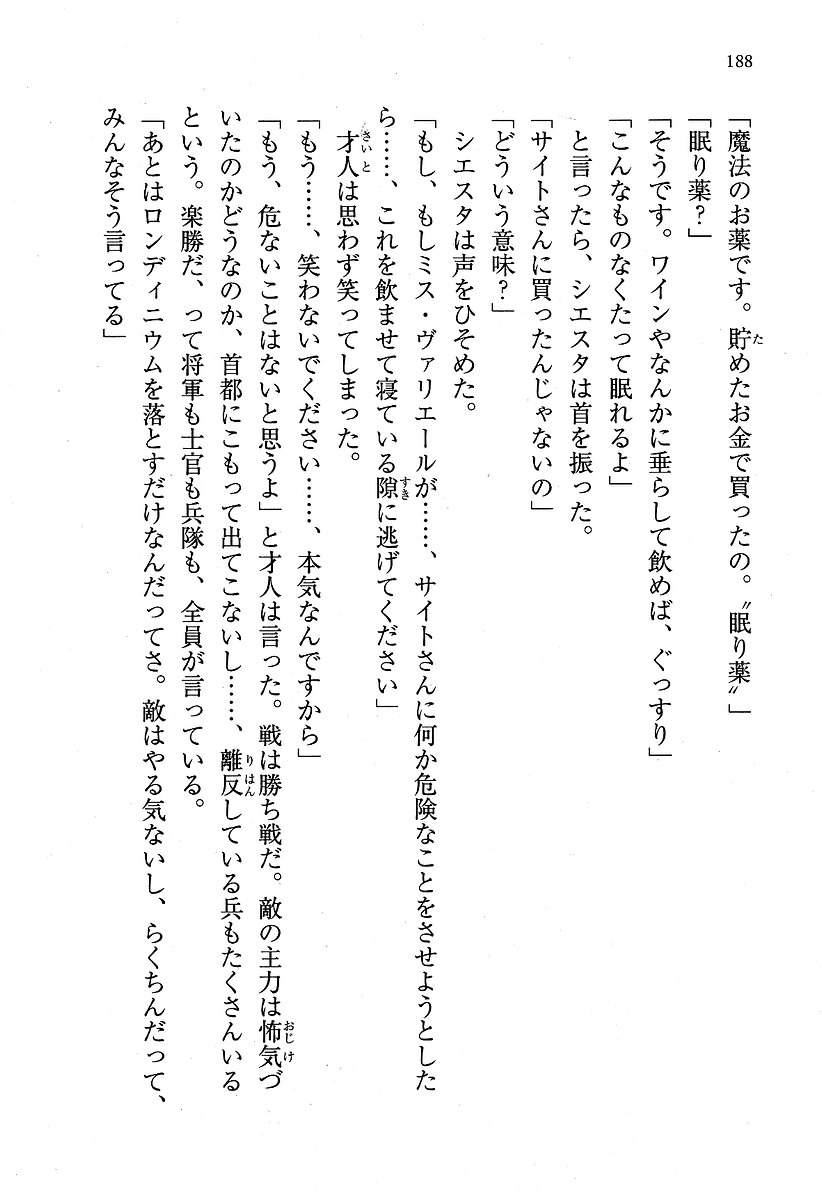 188
「魔法のお薬です。貯めたお金で買ったの。〝眠り薬〟」
「眠り薬？」
「そうです。ワインやなんかに垂らして飲めば、ぐっすり」
「こんなものなくたって眠れるよ」
と言ったら、シエスタは首を振った。
「サイトさんに買ったんじゃないの」
「どういう意味？」
シエスタは声をひそめた。
「もし、もしミス・ヴァリエールが……、サイトさんに何か危険なことをさせようとした
ら……、これを飲ませて寝ている隙に逃げてください」
才人は思わず笑ってしまった。
「もう……、笑わないでください……、本気なんですから」
「もう、危ないことはないと思うよ」と才人は言った。戦は勝ち戦だ。敵の主力は怖気づ
いたのかどうなのか、首都にこもって出てこないし……、離反している兵もたくさんいる
という。楽勝だ、って将軍も士官も兵隊も、全員が言っている。
「あとはロンディニウムを落とすだけなんだってさ。敵はやる気ないし、らくちんだって、
みんなそう言ってる」